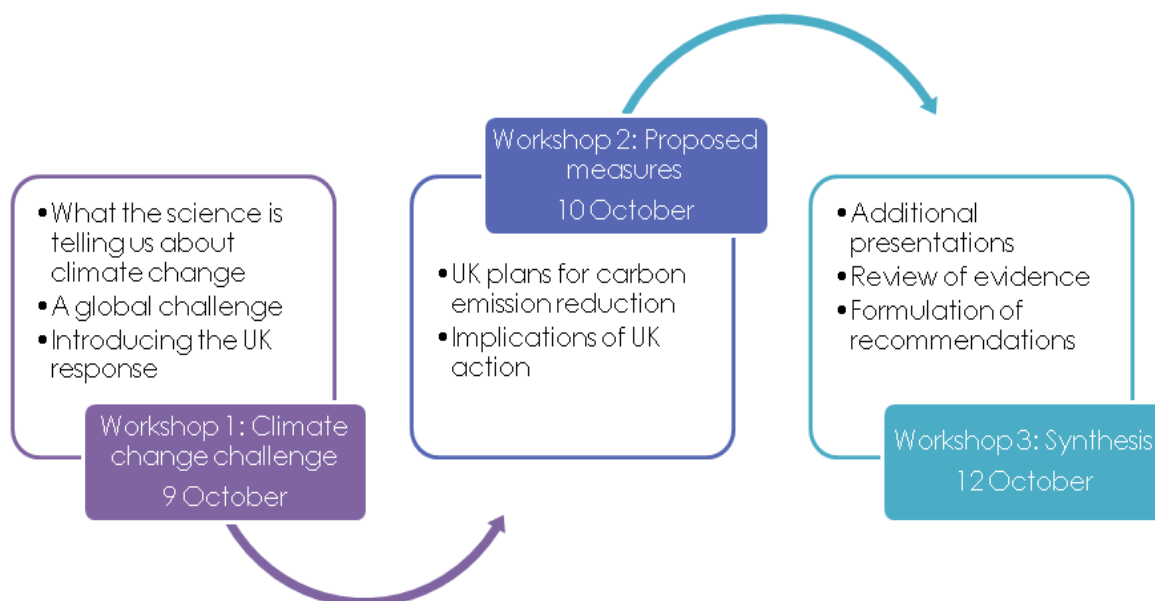 • What the science is
telling us about
climate change
• A global challenge
• Introducing the UK
response
Workshop 1: Climate
change challenge
9 October
Workshop 2: Proposed
measures
10 October
• UK plans for carbon
emission reduction
• Implications of UK
action
• Additional
presentations
• Review of evidence
• Formulation of
recommendations
Workshop 3: Synthesis
12 October